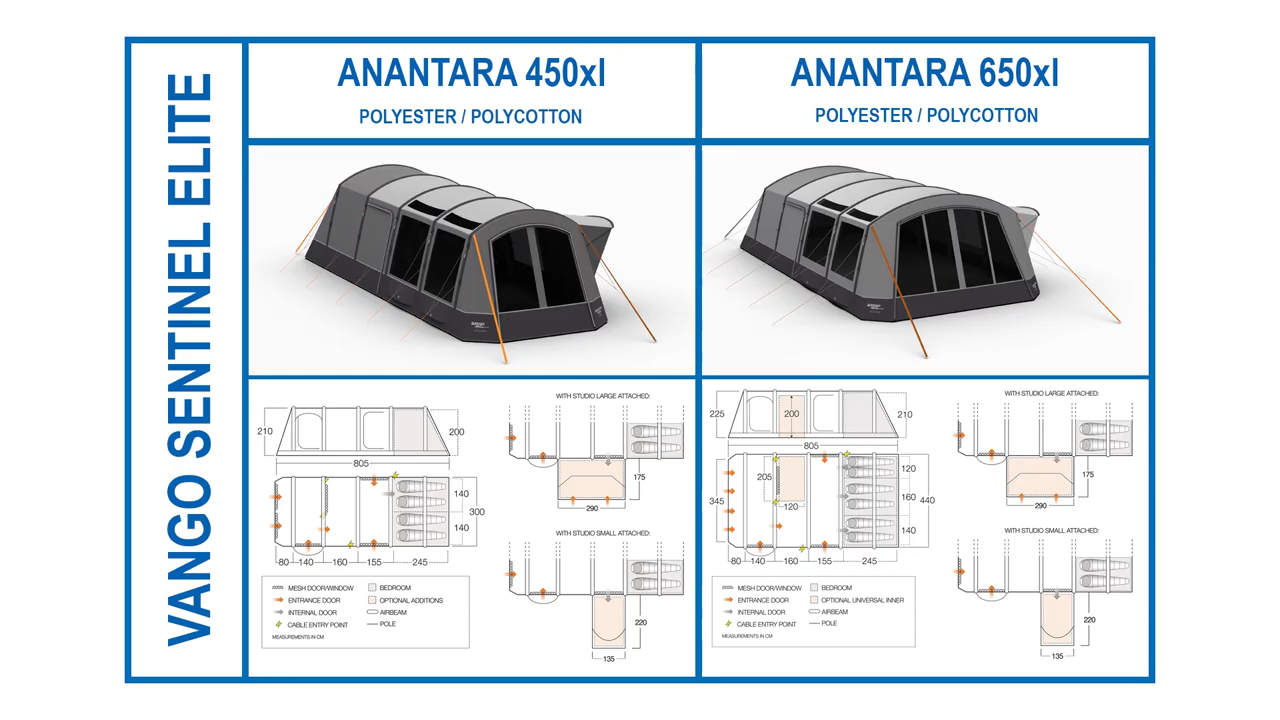 VANGO SENTINEL ELITE
ANANTARA 450xl
POLYESTER / POLYCOTTON
ANANTARA 650xl
POLYESTER / POLYCOTTON
210
200
805
140
300
140
80
140
160
155
245
WITH STUDIO LARGE ATTACHED:
175
290
WITH STUDIO SMALL ATTACHED:
220
135
MESH DOOR/WINDOW
BEDROOM
ENTRANCE DOOR
OPTIONAL ADDITIONS
INTERNAL DOOR
AIRBEAM
CABLE ENTRY POINT
POLE
MEASUREMENTS IN CM
225
200
210
805
205
120
345
120
160
440
140
80
140
160
155
245
WITH STUDIO LARGE ATTACHED:
175
290
WITH STUDIO SMALL ATTACHED:
220
135
MESH DOOR/WINDOW
BEDROOM
ENTRANCE DOOR
OPTIONAL UNIVERSAL INNER
INTERNAL DOOR
AIRBEAM
CABLE ENTRY POINT
POLE
MEASUREMENTS IN CM